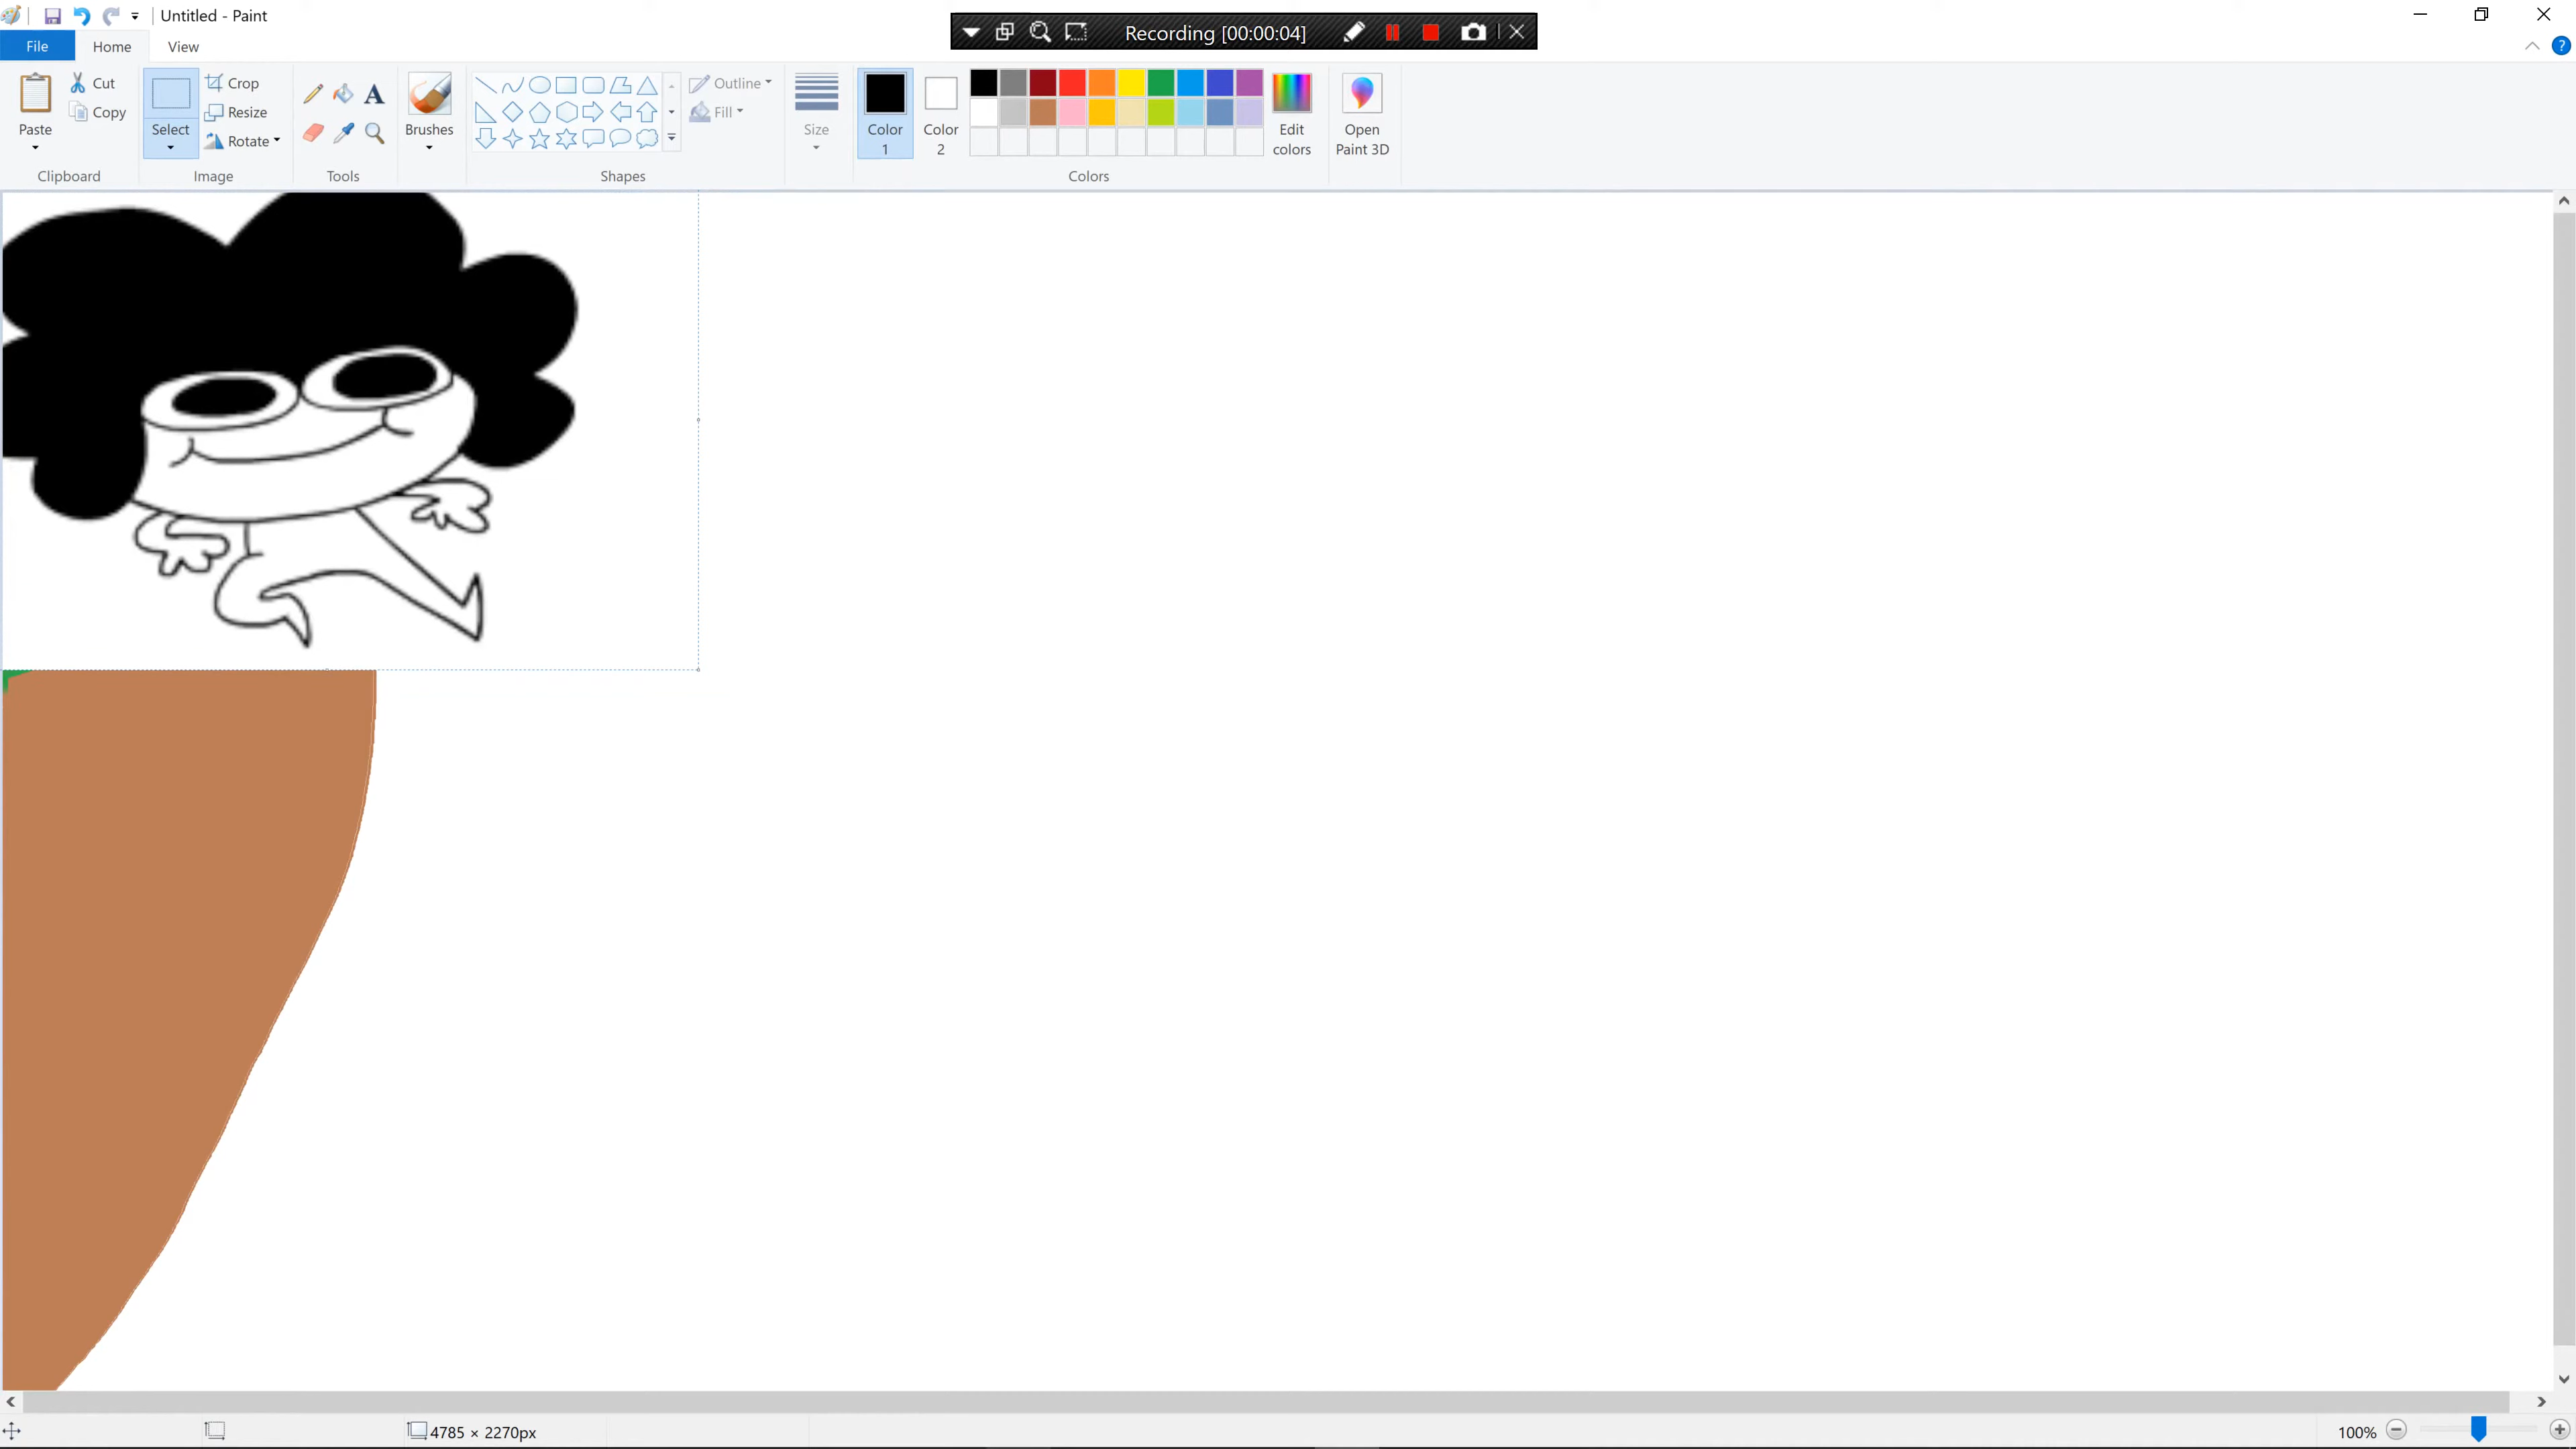 Untitled - Paint
Recording [00:00:04]
File Home View
Paste
Cut
Copy
Clipboard
Select
Crop
Resize
Rotate
Image
A
Tools
Brushes
Shapes
Outline
Fill
Size
Color 1
Color 2
Edit colors
Colors
Open Paint 3D
?
4785 × 2270px
100%